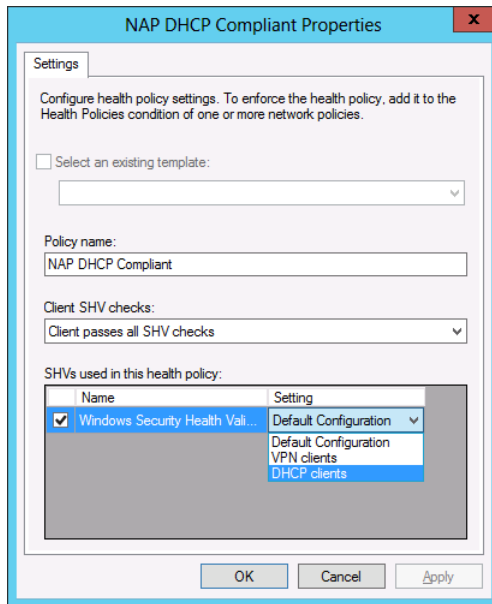 NAP DHCP Compliant Properties
x
Settings
Configure health policy settings. To enforce the health policy, add it to the
Health Policies condition of one or more network policies.
Select an existing template:
Policy name:
NAP DHCP Compliant
Client SHV checks:
Client passes all SHV checks
SHVs used in this health policy:
Name Setting
Windows Security Health Vali... Default Configuration
Default Configuration
VPN clients
DHCP clients
OK Cancel Apply